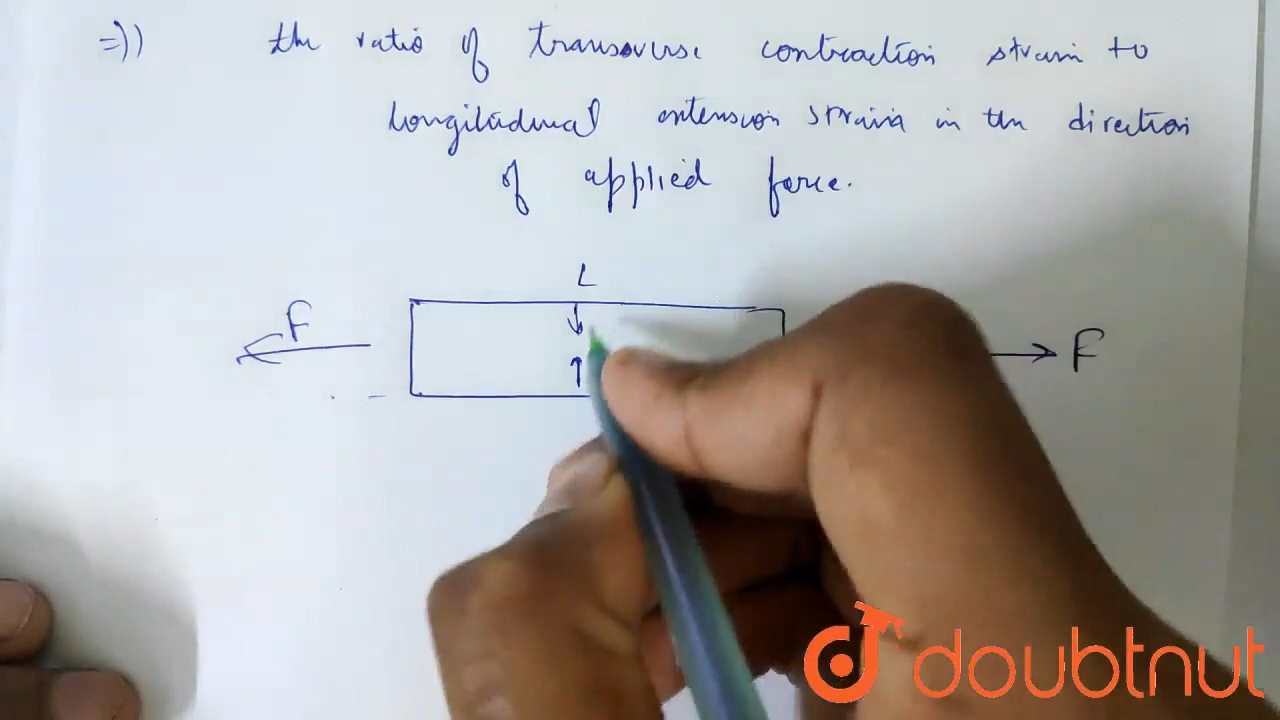 =>) the ratio of transverse contraction strain to
longitudinal extension strain in the direction
of applied force.
L
F
F
doubtnut